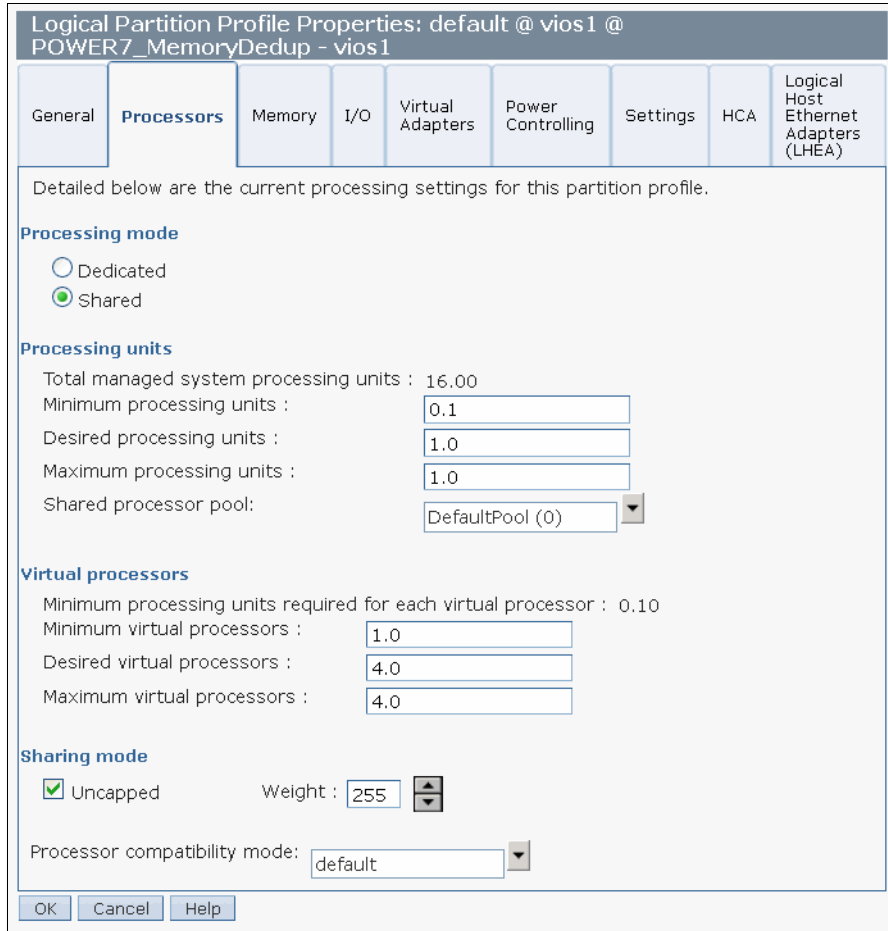 Logical Partition Profile Properties: default @ vios1 @
POWER7_MemoryDedup - vios1
General
Processors
Memory
I/O
Virtual
Adapters
Power
Controlling
Settings
HCA
Logical
Host
Ethernet
Adapters
(LHEA)
Detailed below are the current processing settings for this partition profile.
Processing mode
Dedicated
Shared
Processing units
Total managed system processing units : 16.00
Minimum processing units : 0.1
Desired processing units : 1.0
Maximum processing units : 1.0
Shared processor pool: DefaultPool (0)
Virtual processors
Minimum processing units required for each virtual processor : 0.10
Minimum virtual processors : 1.0
Desired virtual processors : 4.0
Maximum virtual processors : 4.0
Sharing mode
Uncapped Weight : 255
Processor compatibility mode: default
OK Cancel Help